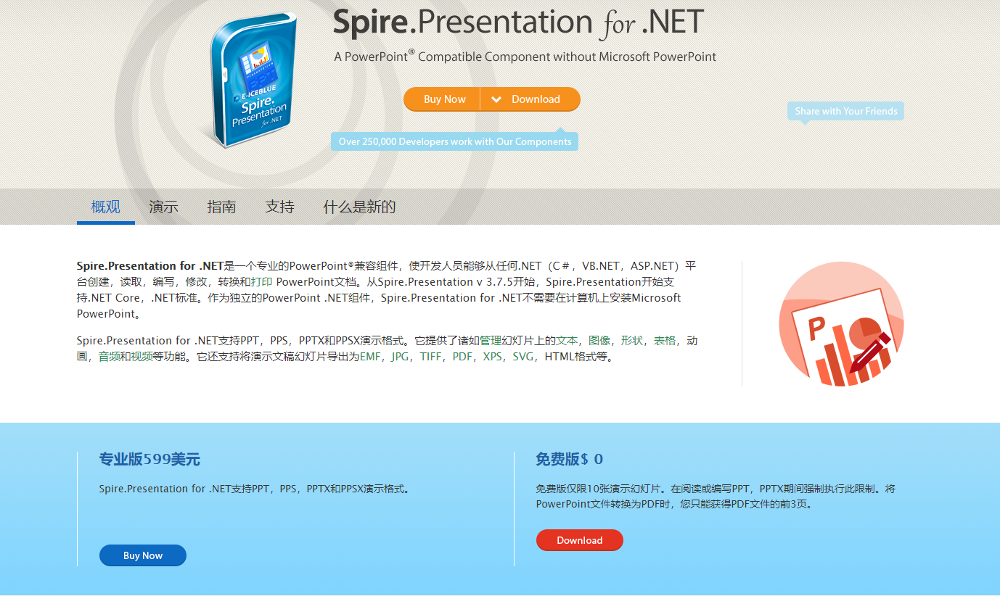 Spire.Presentation for .NET
A PowerPoint® Compatible Component without Microsoft PowerPoint
E-ICEBLUE
Spire.
Presentation
for .NET
Buy Now
Download
Share with Your Friends
Over 250,000 Developers work with Our Components
概观 演示 指南 支持 什么是新的
Spire.Presentation for .NET是一个专业的PowerPoint®兼容组件，使开发人员能够从任何.NET（C＃，VB.NET，ASP.NET）平
台创建，读取，编写，修改，转换和打印 PowerPoint文档。从Spire.Presentation v 3.7.5开始，Spire.Presentation开始支
持.NET Core，.NET标准。作为独立的PowerPoint .NET组件，Spire.Presentation for .NET不需要在计算机上安装Microsoft
PowerPoint。
Spire.Presentation for .NET支持PPT，PPS，PPTX和PPSX演示格式。它提供了诸如管理幻灯片上的文本，图像，形状，表格，动
画，音频和视频等功能。它还支持将演示文稿幻灯片导出为EMF，JPG，TIFF，PDF，XPS，SVG，HTML格式等。
P
专业版599美元
Spire.Presentation for .NET支持PPT，PPS，PPTX和PPSX演示格式。
Buy Now
免费版$ 0
免费版仅限10张演示幻灯片。在阅读或编写PPT，PPTX期间强制执行此限制。将
PowerPoint文件转换为PDF时，您只能获得PDF文件的前3页。
Download